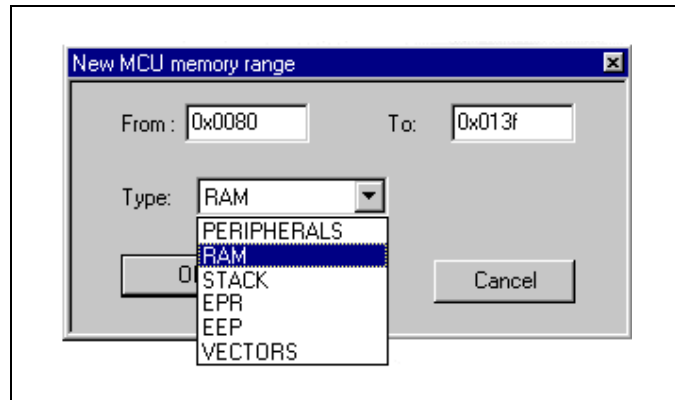 New MCU memory range
From : 0x0080 To: 0x013f
Type: RAM
PERIPHERALS
RAM
STACK
EPR
EEP
VECTORS
Cancel